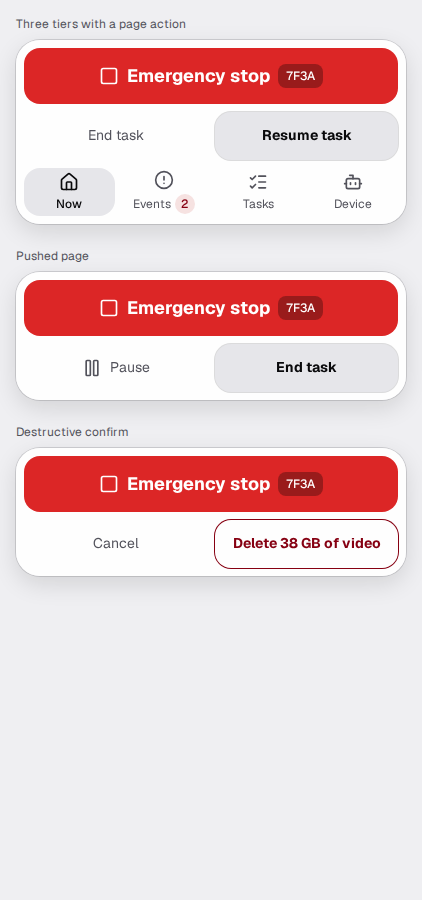 Three tiers with a page action
Emergency stop 7F3A
End task Resume task
Now Events 2 Tasks Device
Pushed page
Emergency stop 7F3A
Pause End task
Destructive confirm
Emergency stop 7F3A
Cancel Delete 38 GB of video